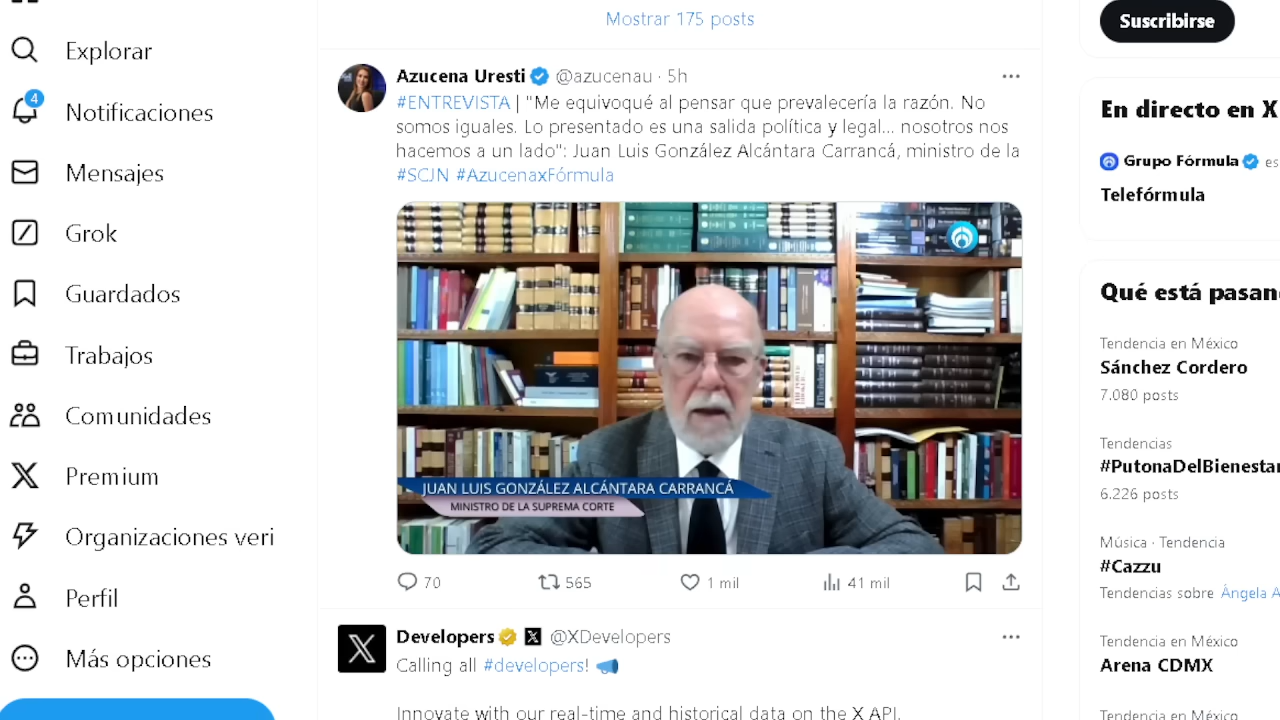 Mostrar 175 posts
Explorar
4
Notificaciones
Mensajes
Grok
Guardados
Trabajos
Comunidades
Premium
Organizaciones veri
Perfil
Más opciones
Azucena Uresti @azucenau · 5h
#ENTREVISTA | "Me equivoqué al pensar que prevalecería la razón. No
somos iguales. Lo presentado es una salida política y legal... nosotros nos
hacemos a un lado": Juan Luis González Alcántara Carrancá, ministro de la
#SCJN #AzucenaxFórmula
JUAN LUIS GONZÁLEZ ALCÁNTARA CARRANCÁ
MINISTRO DE LA SUPREMA CORTE
70 565 1 mil 41 mil
Developers @XDevelopers
Calling all #developers!
Innovate with our real-time and historical data on the X API.
Suscribirse
En directo en X
Grupo Fórmula es
Telefórmula
Qué está pasan
Tendencia en México
Sánchez Cordero
7.080 posts
Tendencias
#PutonaDelBienestar
6.226 posts
Música · Tendencia
#Cazzu
Tendencias sobre Ángela A
Tendencia en México
Arena CDMX
Tendencia en México